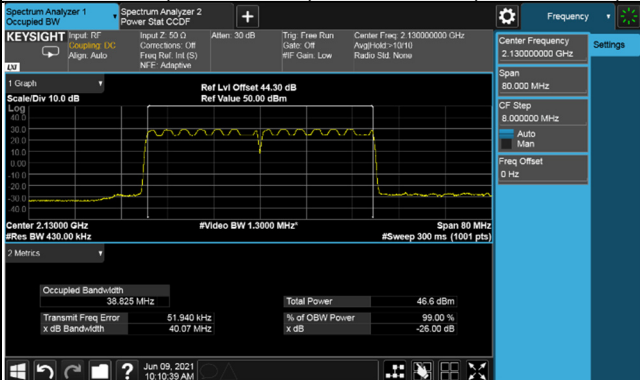 Spectrum Analyzer 1
Occupied BW
Spectrum Analyzer 2
Power Stat CCDF
Frequency
KEYSIGHT
Input: RF
Coupling: DC
Align: Auto
Input Z: 50 Ω
Corrections: Off
Freq Ref: Int (S)
NFE: Adaptive
Atten: 30 dB
Trig: Free Run
Gate: Off
#IF Gain: Low
Center Freq: 2.130000000 GHz
Avg|Hold:>10/10
Radio Std: None
LXI
Center Frequency
2.130000000 GHz
Settings
Span
80.000 MHz
CF Step
8.000000 MHz
Auto
Man
Freq Offset
0 Hz
1 Graph
Scale/Div 10.0 dB
Ref Lvl Offset 44.30 dB
Ref Value 50.00 dBm
Log
40.0
30.0
20.0
10.0
0.00
-10.0
-20.0
-30.0
-40.0
Center 2.13000 GHz
#Video BW 1.3000 MHz*
Span 80 MHz
#Res BW 430.00 kHz
#Sweep 300 ms (1001 pts)
2 Metrics
Occupied Bandwidth
38.825 MHz
Total Power 46.6 dBm
Transmit Freq Error 51.940 kHz
% of OBW Power 99.00 %
x dB Bandwidth 40.07 MHz
x dB -26.00 dB
Jun 09, 2021
10:10:39 AM